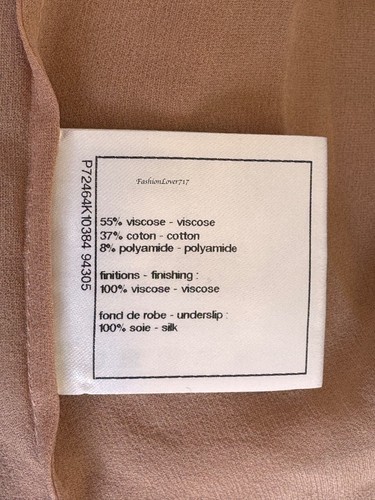 P72464K10384 94305
FashionLover717
55% viscose - viscose
37% coton - cotton
8% polyamide - polyamide
finitions - finishing :
100% viscose - viscose
fond de robe - underslip :
100% soie - silk